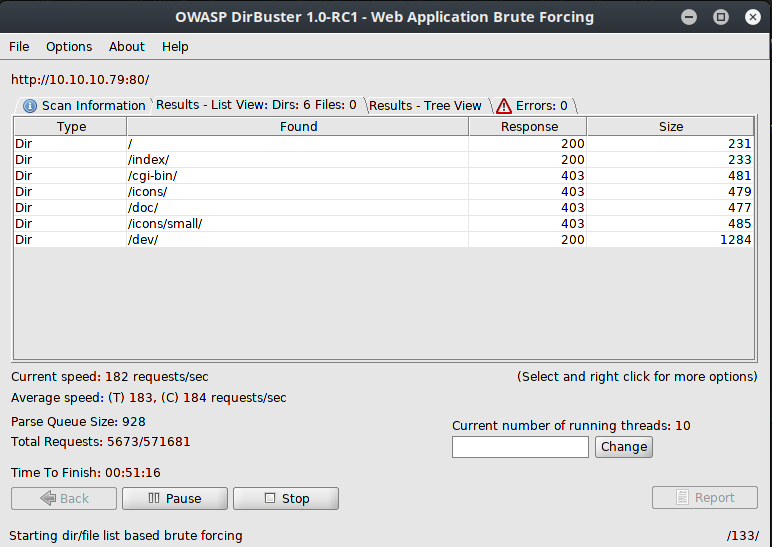 OWASP DirBuster 1.0-RC1 - Web Application Brute Forcing
File Options About Help
http://10.10.10.79:80/
Scan Information Results - List View: Dirs: 6 Files: 0 Results - Tree View Errors: 0
Type Found Response Size
Dir / 200 231
Dir /index/ 200 233
Dir /cgi-bin/ 403 481
Dir /icons/ 403 479
Dir /doc/ 403 477
Dir /icons/small/ 403 485
Dir /dev/ 200 1284
Current speed: 182 requests/sec (Select and right click for more options)
Average speed: (T) 183, (C) 184 requests/sec
Parse Queue Size: 928
Current number of running threads: 10
Total Requests: 5673/571681
Change
Time To Finish: 00:51:16
Back Pause Stop Report
Starting dir/file list based brute forcing /133/